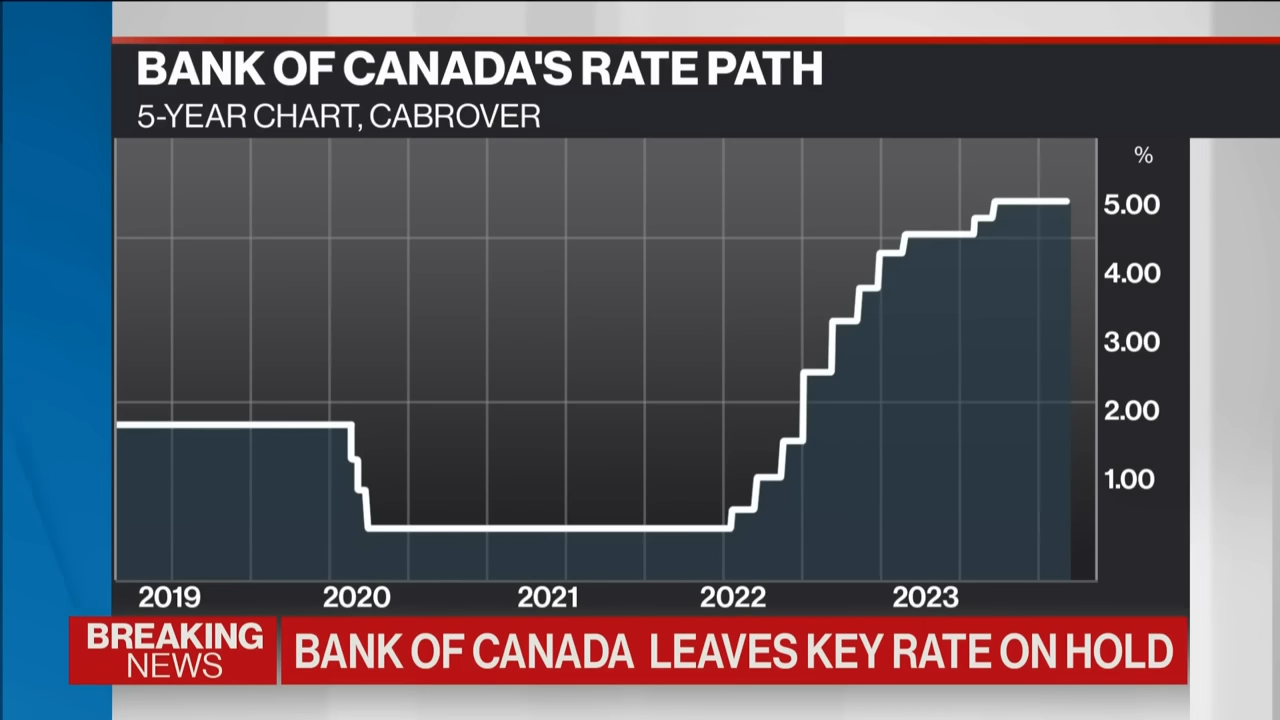 BANK OF CANADA'S RATE PATH
5-YEAR CHART, CABROVER
%
5.00
4.00
3.00
2.00
1.00
2019 2020 2021 2022 2023
BREAKING
NEWS
BANK OF CANADA LEAVES KEY RATE ON HOLD